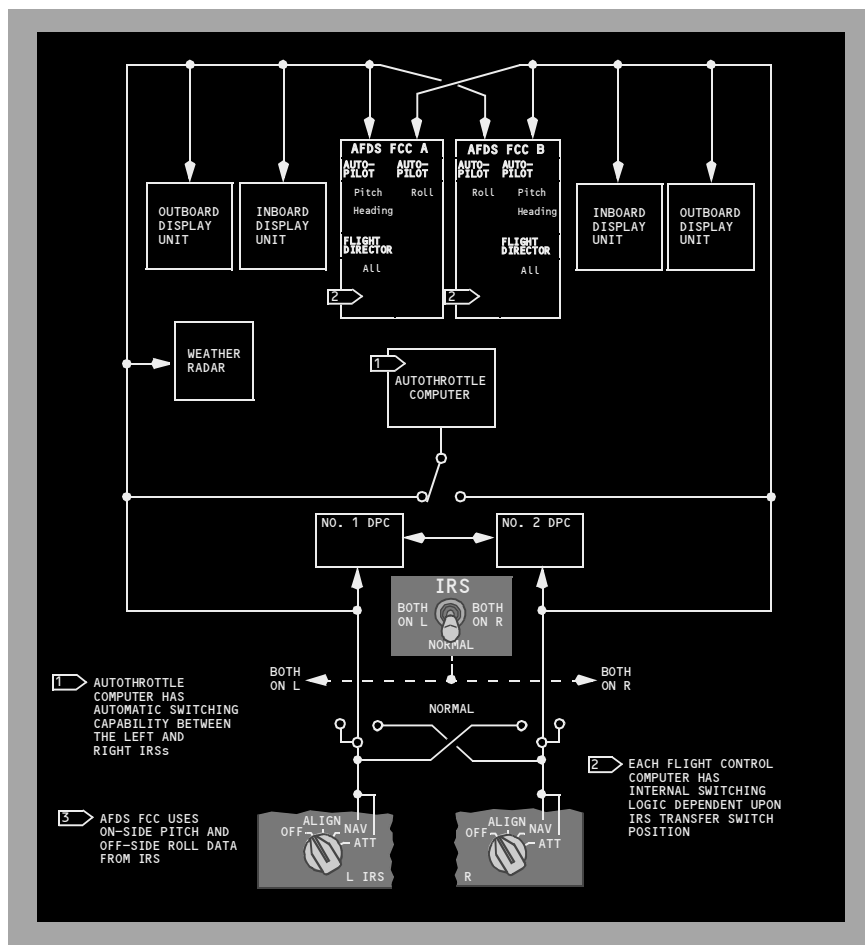 AFDS FCC A
AUTO-
PILOT
AUTO-
PILOT
Pitch
Roll
Heading
FLIGHT
DIRECTOR
All
2
AFDS FCC B
AUTO-
PILOT
AUTO-
PILOT
Roll
Pitch
Heading
FLIGHT
DIRECTOR
All
2
OUTBOARD
DISPLAY
UNIT
INBOARD
DISPLAY
UNIT
INBOARD
DISPLAY
UNIT
OUTBOARD
DISPLAY
UNIT
WEATHER
RADAR
1
AUTOTHROTTLE
COMPUTER
NO. 1 DPC
NO. 2 DPC
IRS
BOTH
ON L
BOTH
ON R
NORMAL
BOTH
ON L
BOTH
ON R
NORMAL
1
AUTOTHROTTLE
COMPUTER HAS
AUTOMATIC SWITCHING
CAPABILITY BETWEEN
THE LEFT AND
RIGHT IRSs
2
EACH FLIGHT CONTROL
COMPUTER HAS
INTERNAL SWITCHING
LOGIC DEPENDENT UPON
IRS TRANSFER SWITCH
POSITION
3
AFDS FCC USES
ON-SIDE PITCH AND
OFF-SIDE ROLL DATA
FROM IRS
OFF
ALIGN
NAV
ATT
L IRS
OFF
ALIGN
NAV
ATT
R